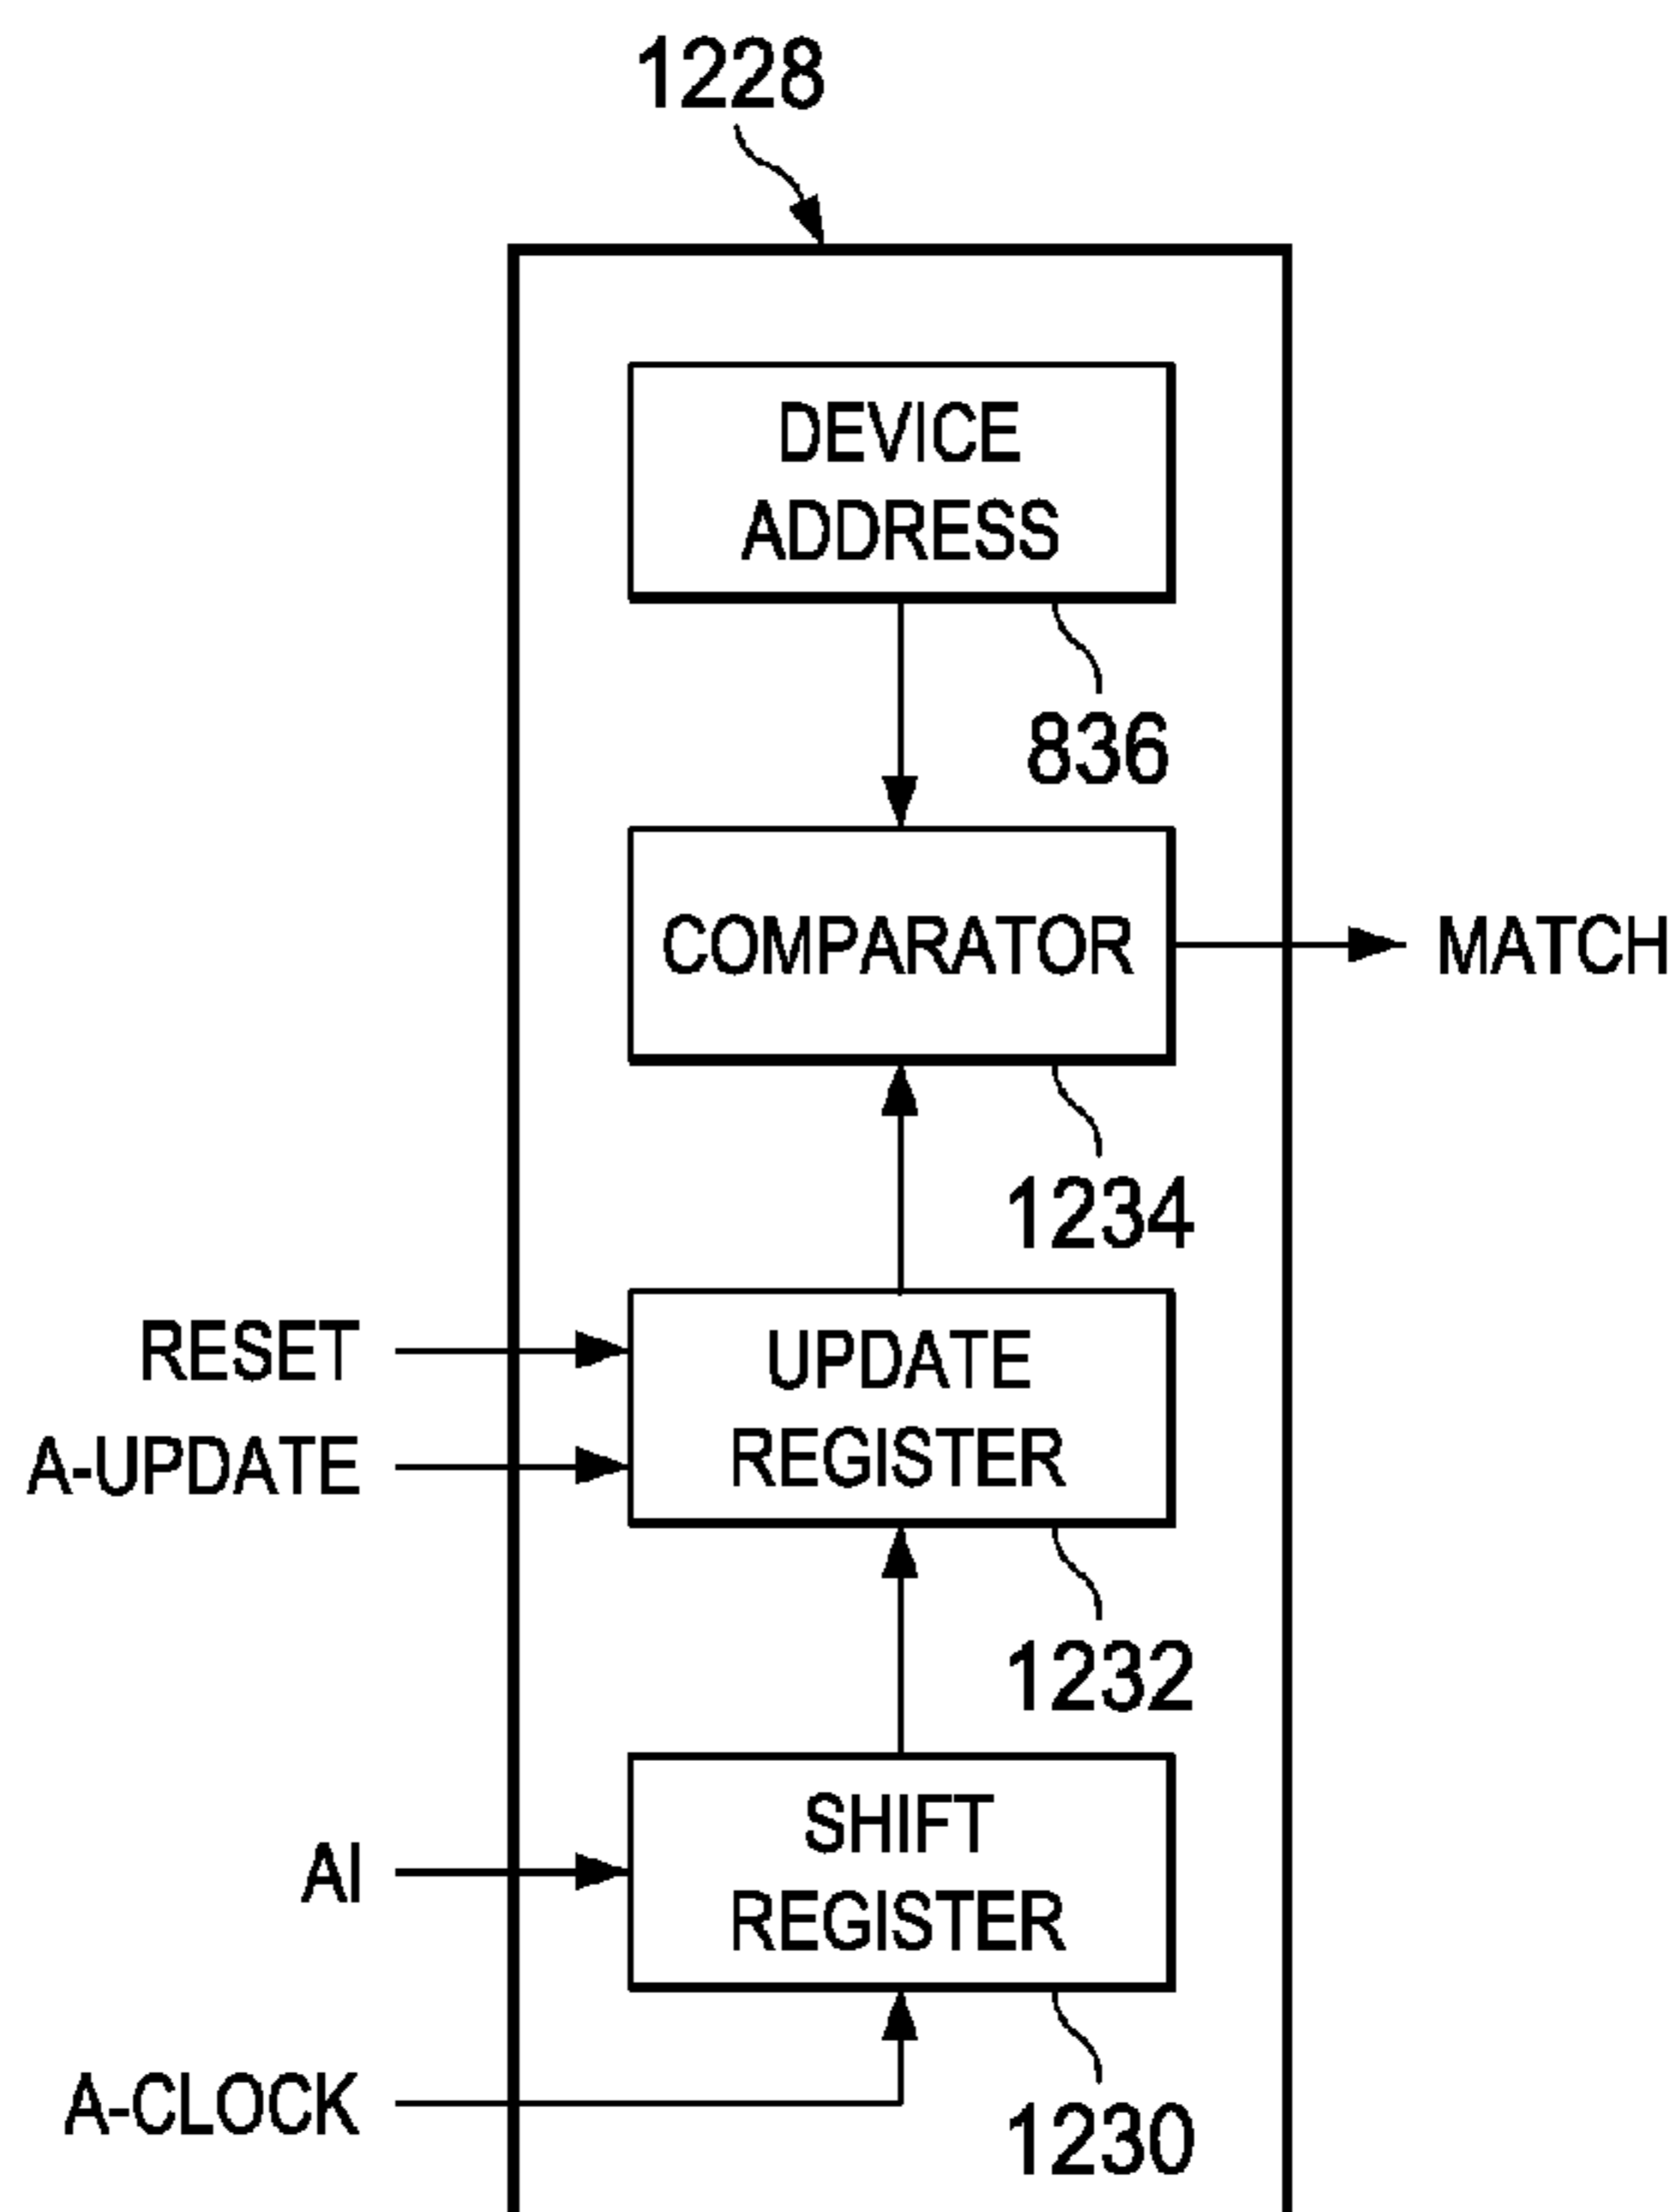 1228
DEVICE
ADDRESS
836
COMPARATOR
MATCH
1234
RESET
UPDATE
A-UPDATE
REGISTER
1232
SHIFT
AI
REGISTER
A-CLOCK
1230